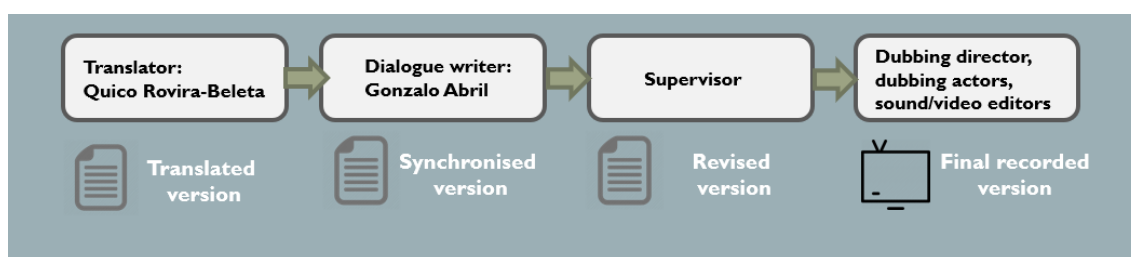 Translator:
Quico Rovira-Beleta
Dialogue writer:
Gonzalo Abril
Supervisor
Dubbing director,
dubbing actors,
sound/video editors
Translated
version
Synchronised
version
Revised
version
Final recorded
version